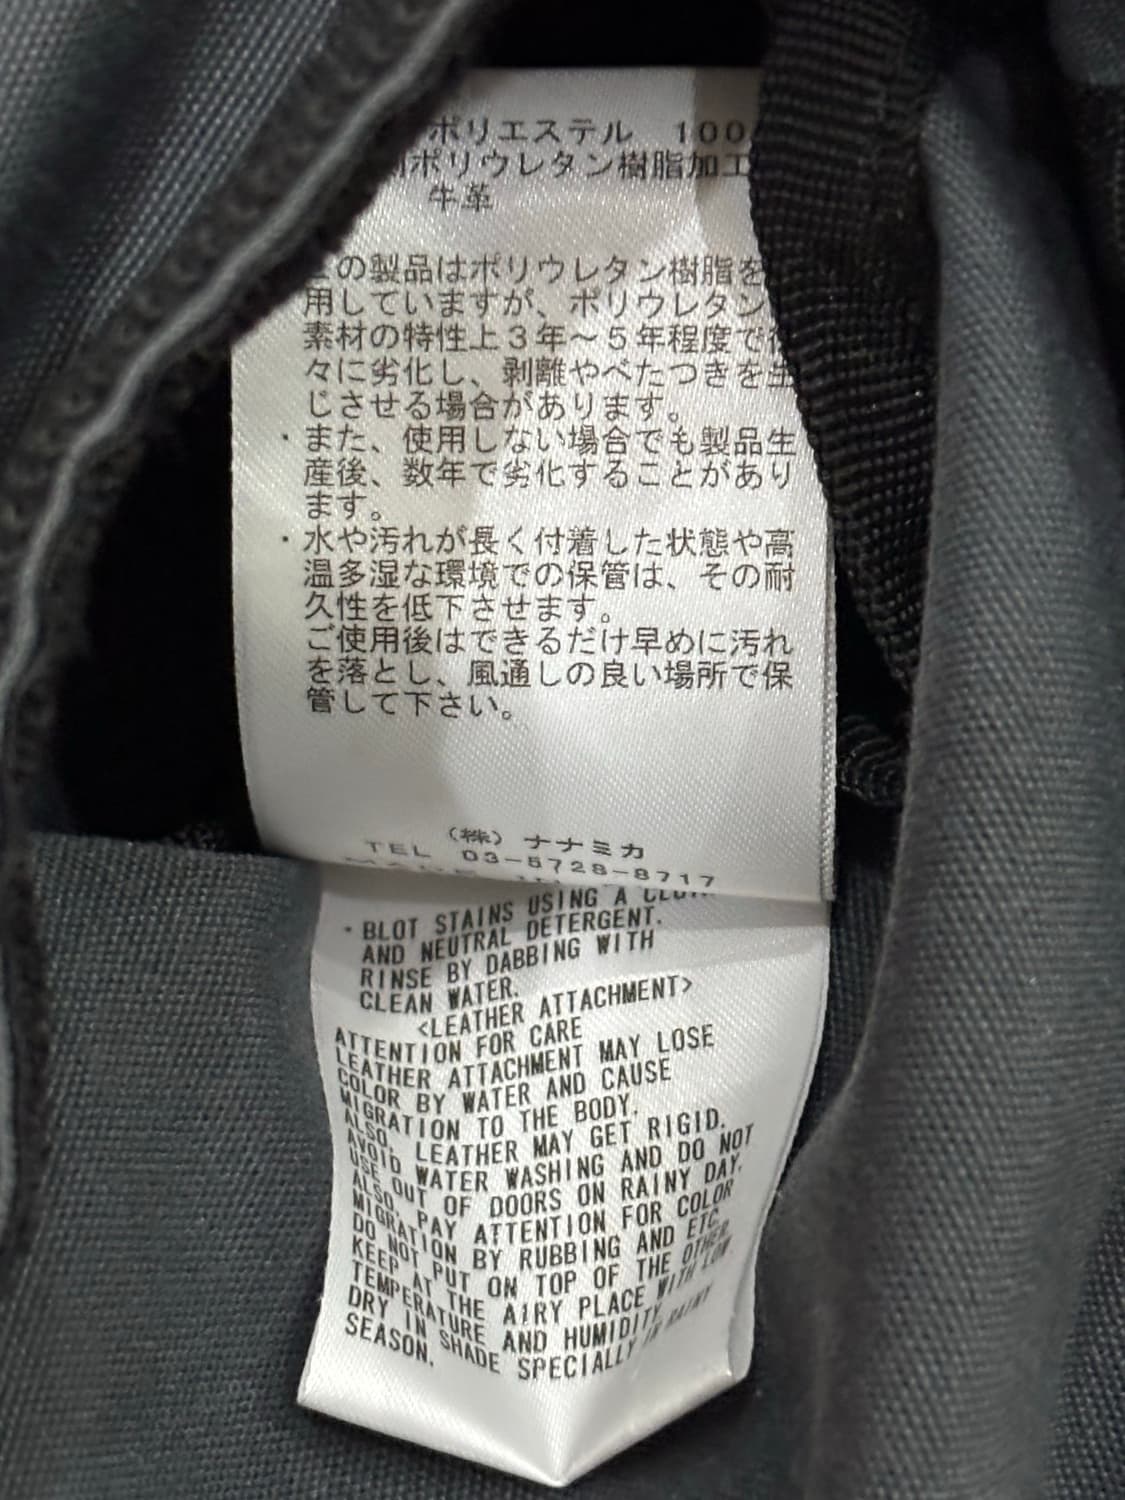 ポリエステル 100
ポリウレタン樹脂加工
牛革
の製品はポリウレタン樹脂を
用していますが、ポリウレタン
素材の特性上3年～5年程度で
々に劣化し、剥離やべたつきを生
じさせる場合があります。
・また、使用しない場合でも製品生
産後、数年で劣化することがあり
ます。
・水や汚れが長く付着した状態や高
温多湿な環境での保管は、その耐
久性を低下させます。
ご使用後はできるだけ早めに汚れ
を落とし、風通しの良い場所で保
管して下さい。
(株) ナナミカ
TEL 03-5728-8717
STAINS USING A
・BLOT STAINS USING A CLOTH
AND NEUTRAL DETERGENT.
RINSE BY DABBING WITH
CLEAN WATER.
<LEATHER ATTACHMENT>
ATTENTION FOR CARE
LEATHER ATTACHMENT MAY LOSE
COLOR BY WATER AND CAUSE
MIGRATION TO THE BODY.
ALSO, LEATHER MAY GET RIGID.
AVOID WATER WASHING AND DO NOT
USE OUT OF DOORS ON RAINY DAY.
ALSO, PAY ATTENTION FOR COLOR
MIGRATION BY RUBBING AND ETC.
DO NOT PUT ON TOP OF THE OTHER.
KEEP AT THE AIRY PLACE WITH LOW
TEMPERATURE AND HUMIDITY.
DRY IN SHADE SPECIALLY IN RAINY
SEASON.